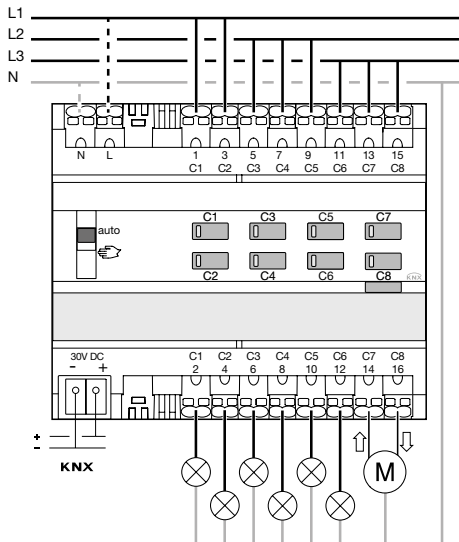 L1
L2
L3
N
N L 1 3 5 7 9 11 13 15
C1 C2 C3 C4 C5 C6 C7 C8
auto
C1 C3 C5 C7
C2 C4 C6 C8
KNX
30V DC
- +
C1 C2 C3 C4 C5 C6 C7 C8
2 4 6 8 10 12 14 16
+
-
KNX
M